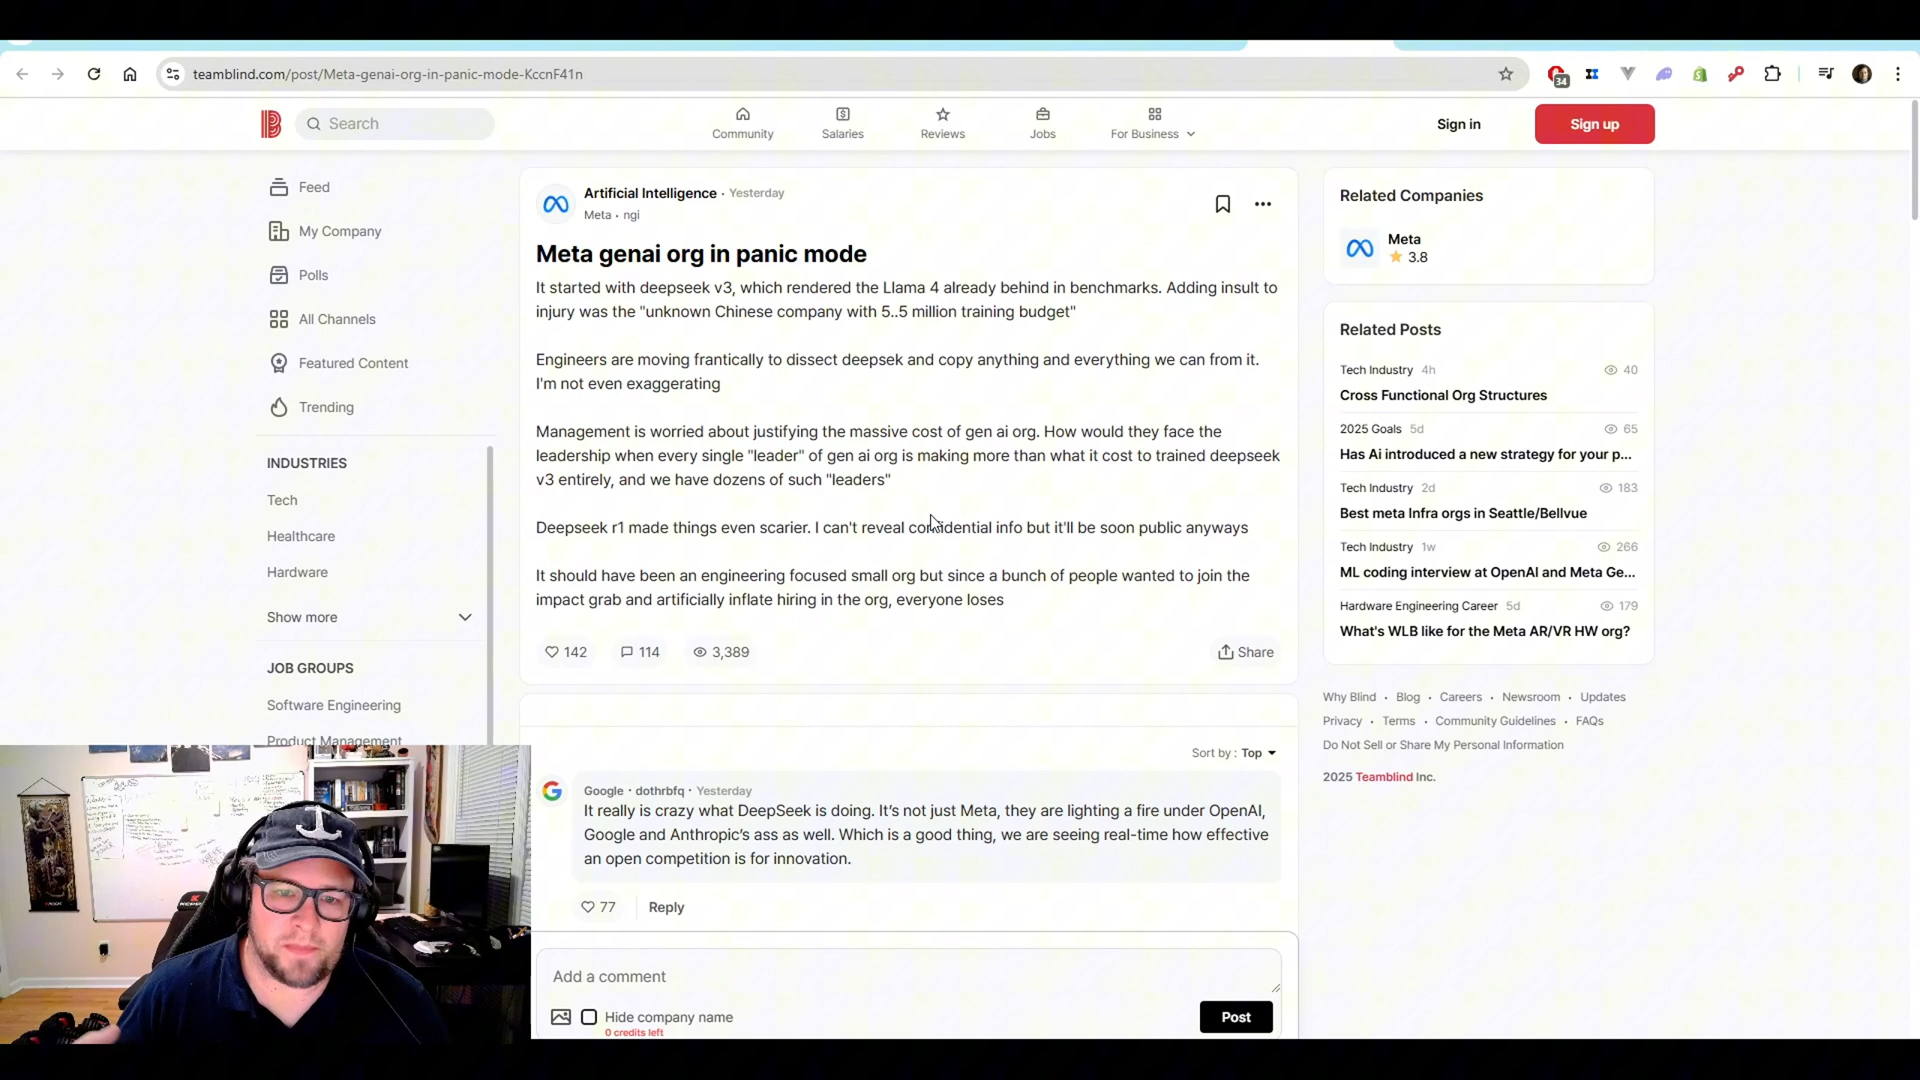 teamblind.com/post/Meta-genai-org-in-panic-mode-KccnF41n
34
Search
Community
Salaries
Reviews
Jobs
For Business
Sign in
Sign up
Feed
My Company
Polls
All Channels
Featured Content
Trending
INDUSTRIES
Tech
Healthcare
Hardware
Show more
JOB GROUPS
Software Engineering
Product Management
Artificial Intelligence · Yesterday
Meta · ngi
Meta genai org in panic mode
It started with deepseek v3, which rendered the Llama 4 already behind in benchmarks. Adding insult to
injury was the "unknown Chinese company with 5..5 million training budget"
Engineers are moving frantically to dissect deepsek and copy anything and everything we can from it.
I'm not even exaggerating
Management is worried about justifying the massive cost of gen ai org. How would they face the
leadership when every single "leader" of gen ai org is making more than what it cost to trained deepseek
v3 entirely, and we have dozens of such "leaders"
Deepseek r1 made things even scarier. I can't reveal confidential info but it'll be soon public anyways
It should have been an engineering focused small org but since a bunch of people wanted to join the
impact grab and artificially inflate hiring in the org, everyone loses
142
114
3,389
Share
Sort by : Top
Google · dothrbfq · Yesterday
It really is crazy what DeepSeek is doing. It's not just Meta, they are lighting a fire under OpenAI,
Google and Anthropic's ass as well. Which is a good thing, we are seeing real-time how effective
an open competition is for innovation.
77
Reply
Add a comment
Hide company name
0 credits left
Post
Related Companies
Meta
3.8
Related Posts
Tech Industry 4h
40
Cross Functional Org Structures
2025 Goals 5d
65
Has Ai introduced a new strategy for your p...
Tech Industry 2d
183
Best meta Infra orgs in Seattle/Bellvue
Tech Industry 1w
266
ML coding interview at OpenAI and Meta Ge...
Hardware Engineering Career 5d
179
What's WLB like for the Meta AR/VR HW org?
Why Blind · Blog · Careers · Newsroom · Updates
Privacy · Terms · Community Guidelines · FAQs
Do Not Sell or Share My Personal Information
2025 Teamblind Inc.